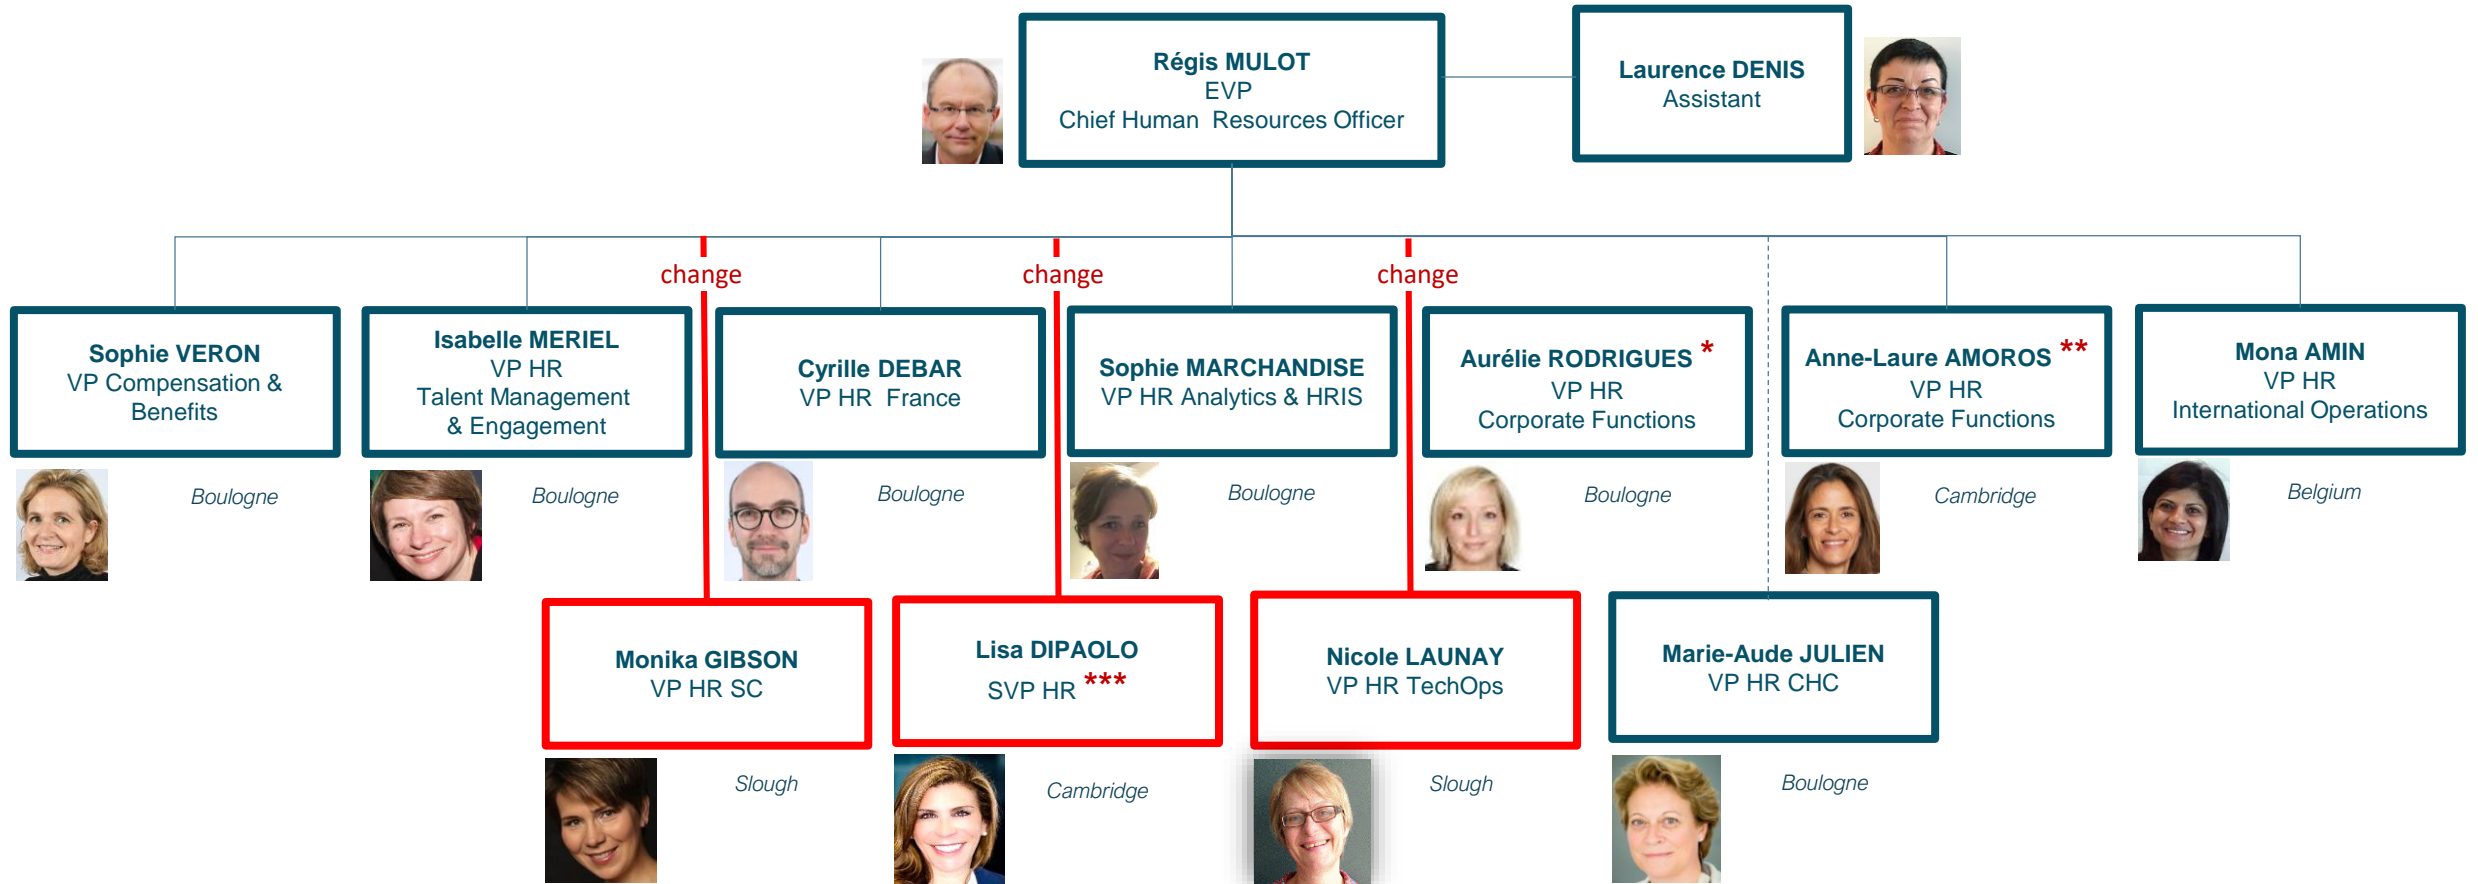 Régis MULOT
EVP
Chief Human Resources Officer
Laurence DENIS
Assistant
change
change
change
Sophie VERON
VP Compensation &
Benefits
Isabelle MERIEL
VP HR
Talent Management
& Engagement
Cyrille DEBAR
VP HR France
Sophie MARCHANDISE
VP HR Analytics & HRIS
Aurélie RODRIGUES *
VP HR
Corporate Functions
Anne-Laure AMOROS **
VP HR
Corporate Functions
Mona AMIN
VP HR
International Operations
Boulogne
Boulogne
Boulogne
Boulogne
Boulogne
Cambridge
Belgium
Monika GIBSON
VP HR SC
Lisa DIPAOLO
SVP HR ***
Nicole LAUNAY
VP HR TechOps
Marie-Aude JULIEN
VP HR CHC
Slough
Cambridge
Slough
Boulogne